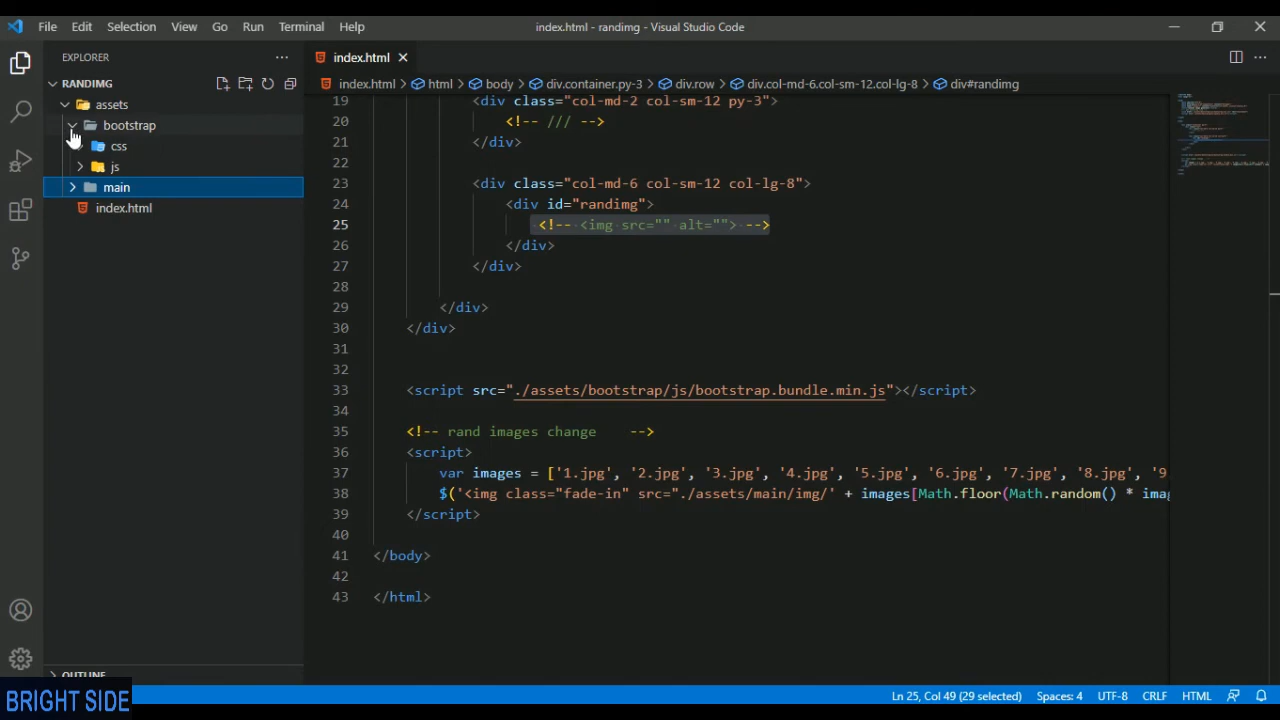 File Edit Selection View Go Run Terminal Help
index.html - randimg - Visual Studio Code
EXPLORER
RANDIMG
assets
bootstrap
css
js
main
index.html
OUTLINE
index.html
index.html > html > body > div.container.py-3 > div.row > div.col-md-6.col-sm-12.col-lg-8 > div#randimg
19 <div class="col-md-2 col-sm-12 py-3">
20 <!-- /// -->
21 </div>
22
23 <div class="col-md-6 col-sm-12 col-lg-8">
24 <div id="randimg">
25 <!-- <img src="" alt=""> -->
26 </div>
27 </div>
28
29 </div>
30 </div>
31
32
33 <script src="./assets/bootstrap/js/bootstrap.bundle.min.js"></script>
34
35 <!-- rand images change    -->
36 <script>
37 var images = ['1.jpg', '2.jpg', '3.jpg', '4.jpg', '5.jpg', '6.jpg', '7.jpg', '8.jpg', '9
38 $('<img class="fade-in" src="./assets/main/img/' + images[Math.floor(Math.random() * imag
39 </script>
40
41 </body>
42
43 </html>
BRIGHT SIDE
Ln 25, Col 49 (29 selected) Spaces: 4 UTF-8 CRLF HTML